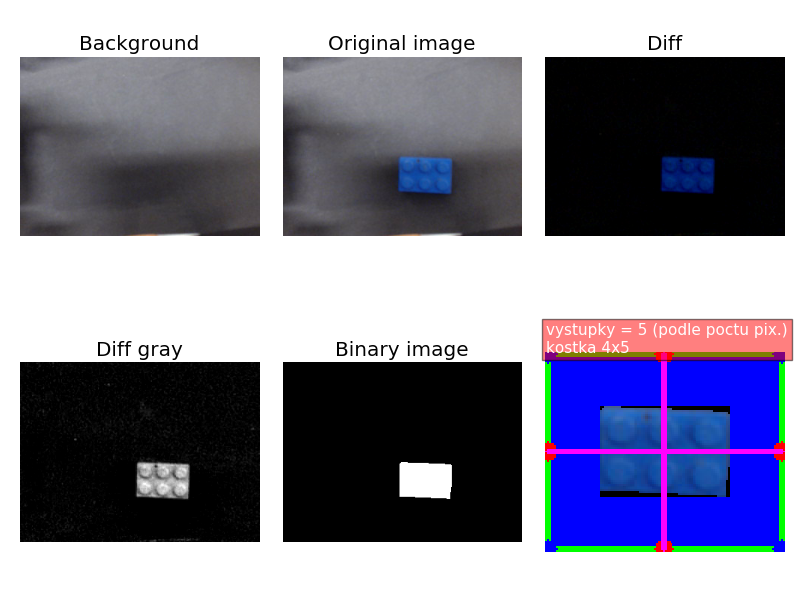 Background
Original image
Diff
Diff gray
Binary image
vystupky = 5 (podle poctu pix.)
kostka 4x5